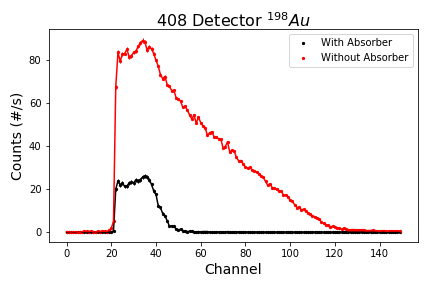 408 Detector ¹⁹⁸Au
With Absorber
Without Absorber
Counts (#/s)
80
60
40
20
0
0 20 40 60 80 100 120 140
Channel